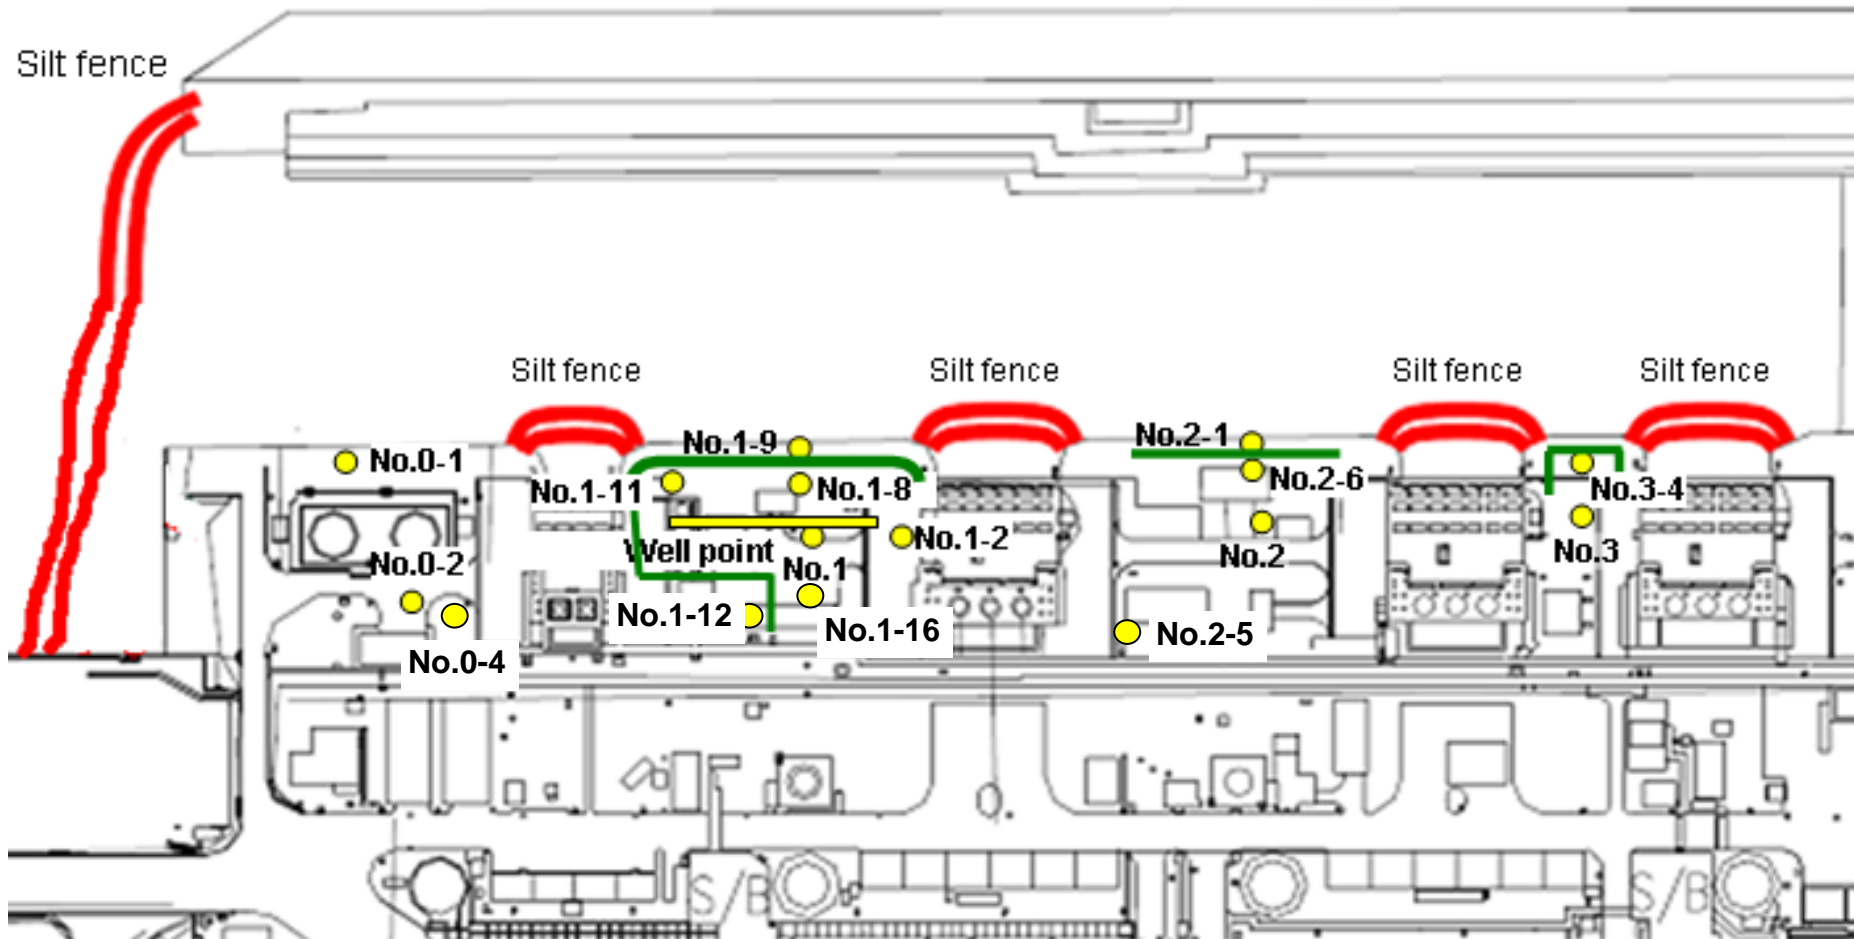 Silt fence
Silt fence
Silt fence
Silt fence
Silt fence
No.1-9
No.2-1
No.0-1
No.1-11
No.1-8
No.2-6
No.3-4
No.1-2
Well point
No.2
No.3
No.0-2
No.1
No.1-12
No.1-16
No.2-5
No.0-4
S/B
S/B